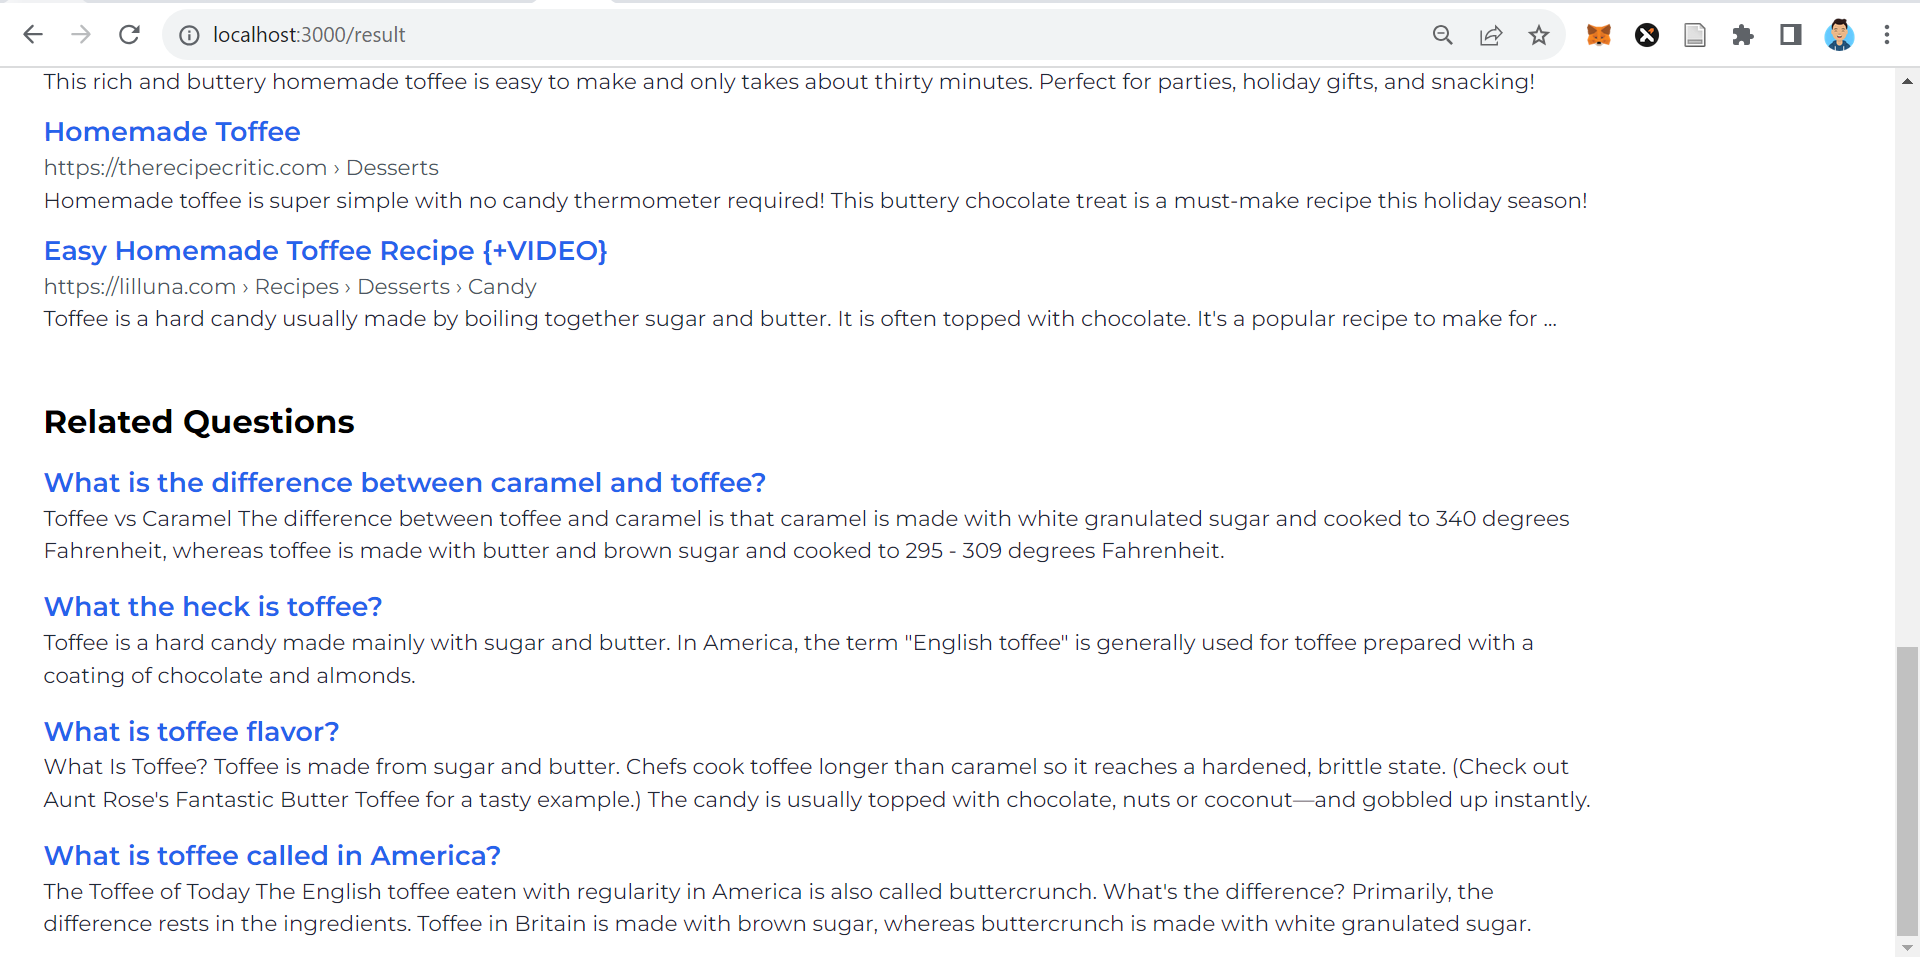 localhost:3000/result
This rich and buttery homemade toffee is easy to make and only takes about thirty minutes. Perfect for parties, holiday gifts, and snacking!
Homemade Toffee
https://therecipecritic.com › Desserts
Homemade toffee is super simple with no candy thermometer required! This buttery chocolate treat is a must-make recipe this holiday season!
Easy Homemade Toffee Recipe {+VIDEO}
https://lilluna.com › Recipes › Desserts › Candy
Toffee is a hard candy usually made by boiling together sugar and butter. It is often topped with chocolate. It's a popular recipe to make for ...
Related Questions
What is the difference between caramel and toffee?
Toffee vs Caramel The difference between toffee and caramel is that caramel is made with white granulated sugar and cooked to 340 degrees
Fahrenheit, whereas toffee is made with butter and brown sugar and cooked to 295 - 309 degrees Fahrenheit.
What the heck is toffee?
Toffee is a hard candy made mainly with sugar and butter. In America, the term "English toffee" is generally used for toffee prepared with a
coating of chocolate and almonds.
What is toffee flavor?
What Is Toffee? Toffee is made from sugar and butter. Chefs cook toffee longer than caramel so it reaches a hardened, brittle state. (Check out
Aunt Rose's Fantastic Butter Toffee for a tasty example.) The candy is usually topped with chocolate, nuts or coconut—and gobbled up instantly.
What is toffee called in America?
The Toffee of Today The English toffee eaten with regularity in America is also called buttercrunch. What's the difference? Primarily, the
difference rests in the ingredients. Toffee in Britain is made with brown sugar, whereas buttercrunch is made with white granulated sugar.